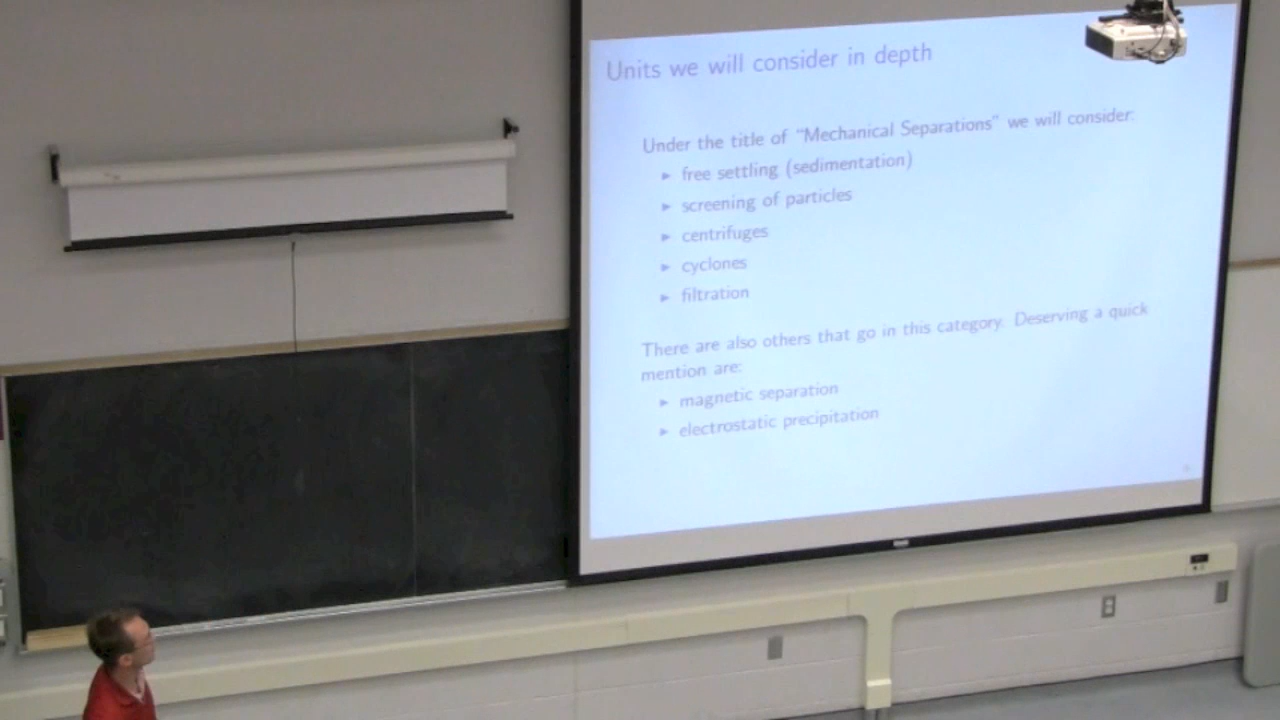 Units we will consider in depth
Under the title of “Mechanical Separations” we will consider:
► free settling (sedimentation)
► screening of particles
► centrifuges
► cyclones
► filtration
There are also others that go in this category. Deserving a quick
mention are:
► magnetic separation
► electrostatic precipitation